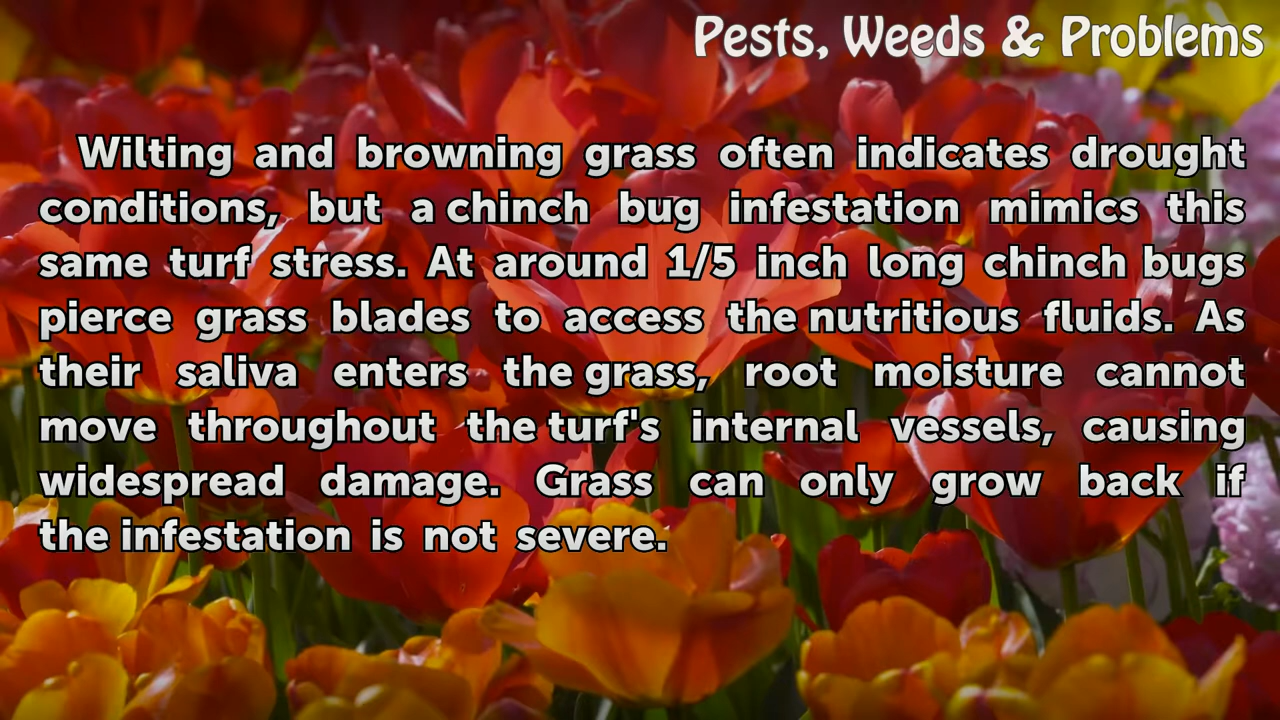 Pests, Weeds & Problems
Wilting and browning grass often indicates drought
conditions, but a chinch bug infestation mimics this
same turf stress. At around 1/5 inch long chinch bugs
pierce grass blades to access the nutritious fluids. As
their saliva enters the grass, root moisture cannot
move throughout the turf's internal vessels, causing
widespread damage. Grass can only grow back if
the infestation is not severe.